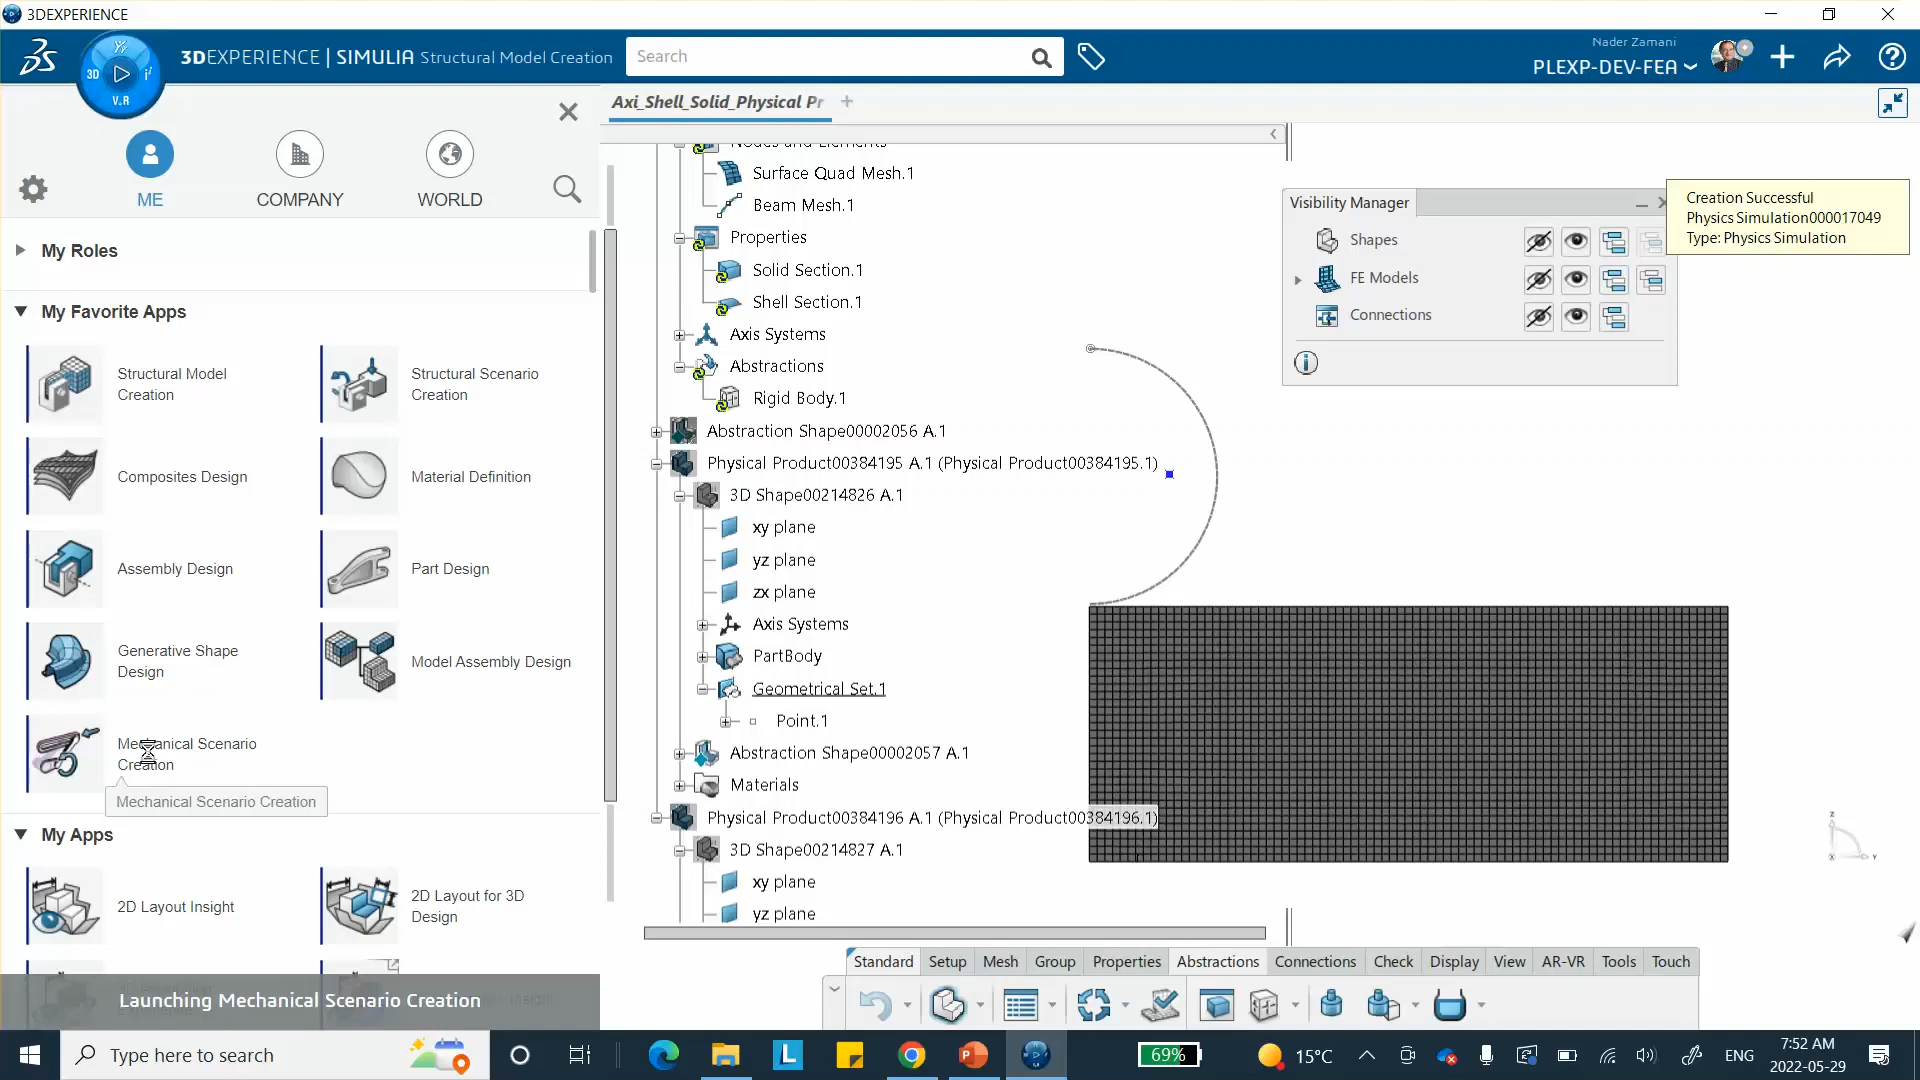 3DEXPERIENCE
3DEXPERIENCE | SIMULIA Structural Model Creation
Search
Nader Zamani
PLEXP-DEV-FEA
3D
V.R
ME
COMPANY
WORLD
My Roles
My Favorite Apps
Structural Model
Creation
Structural Scenario
Creation
Composites Design
Material Definition
Assembly Design
Part Design
Generative Shape
Design
Model Assembly Design
Mechanical Scenario
Creation
Mechanical Scenario Creation
My Apps
2D Layout Insight
2D Layout for 3D
Design
Launching Mechanical Scenario Creation
Axi_Shell_Solid_Physical Pr
Nodes and Elements
Surface Quad Mesh.1
Beam Mesh.1
Properties
Solid Section.1
Shell Section.1
Axis Systems
Abstractions
Rigid Body.1
Abstraction Shape00002056 A.1
Physical Product00384195 A.1 (Physical Product00384195.1)
3D Shape00214826 A.1
xy plane
yz plane
zx plane
Axis Systems
PartBody
Geometrical Set.1
Point.1
Abstraction Shape00002057 A.1
Materials
Physical Product00384196 A.1 (Physical Product00384196.1)
3D Shape00214827 A.1
xy plane
yz plane
Visibility Manager
Shapes
FE Models
Connections
Creation Successful
Physics Simulation000017049
Type: Physics Simulation
Standard Setup Mesh Group Properties Abstractions Connections Check Display View AR-VR Tools Touch
Type here to search
69%
15°C
ENG
7:52 AM
2022-05-29